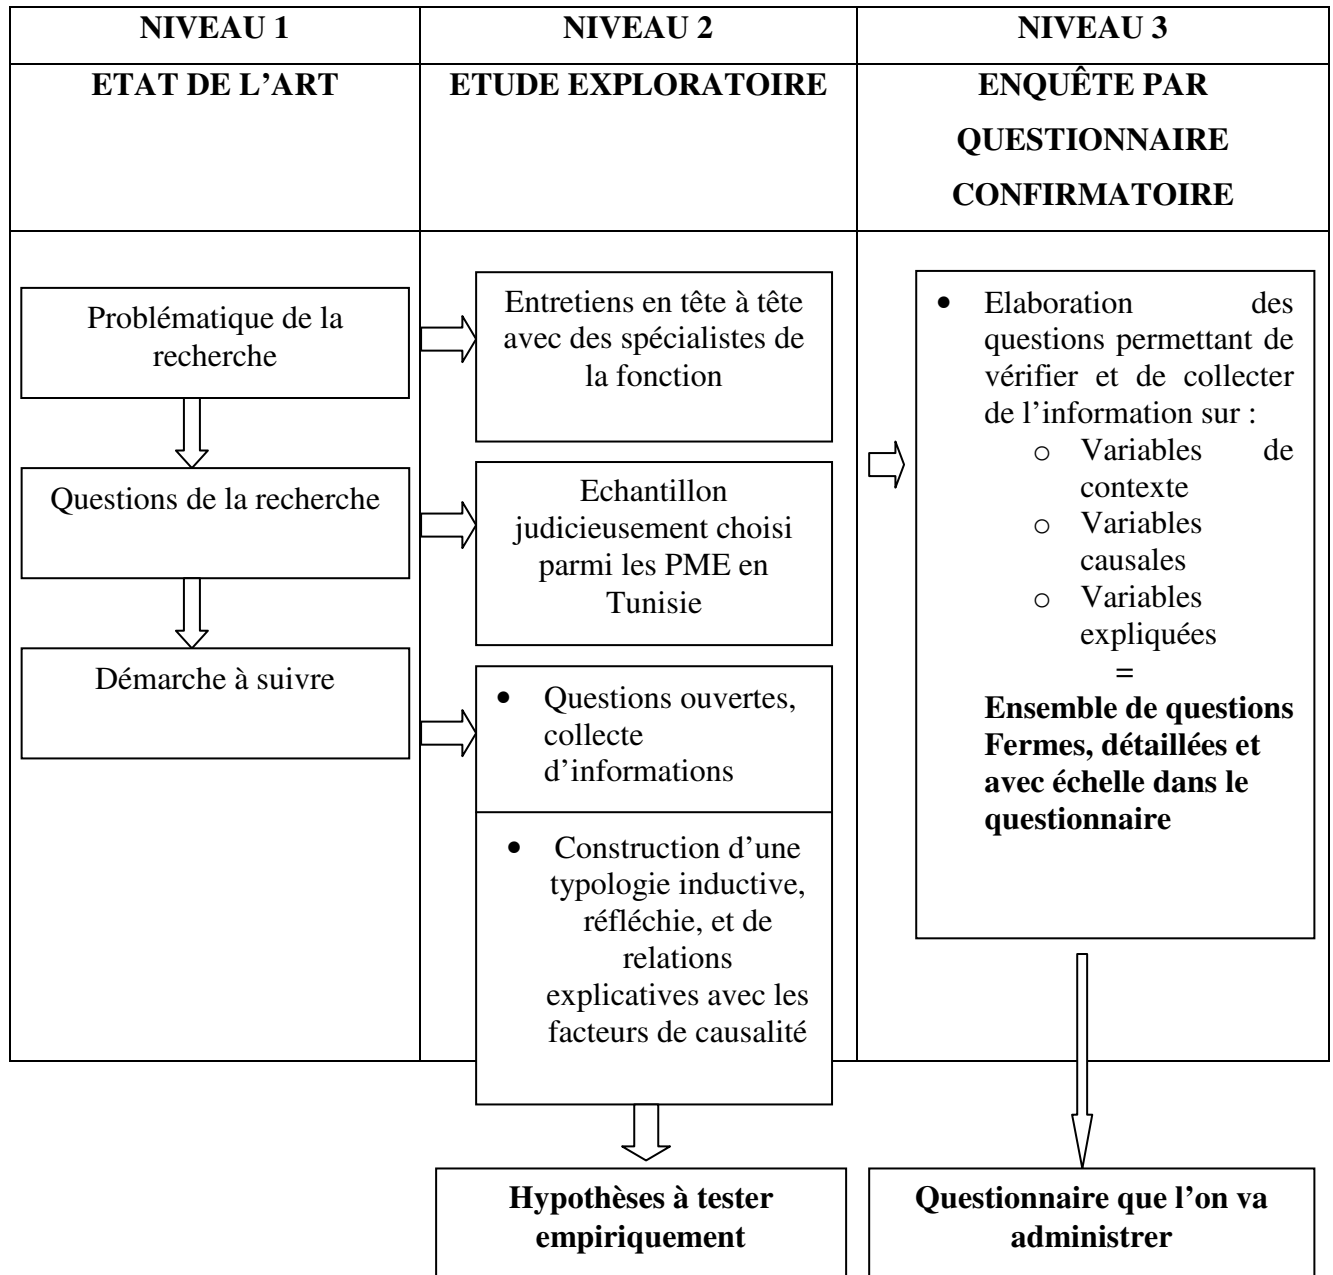 NIVEAU 1
NIVEAU 2
NIVEAU 3
ETAT DE L’ART
ETUDE EXPLORATOIRE
ENQUÊTE PAR
QUESTIONNAIRE
CONFIRMATOIRE
Problématique de la
recherche
Questions de la recherche
Démarche à suivre
Entretiens en tête à tête
avec des spécialistes de
la fonction
Echantillon
judicieusement choisi
parmi les PME en
Tunisie
• Questions ouvertes,
collecte
d’informations
• Construction d’une
typologie inductive,
réfléchie, et de
relations
explicatives avec les
facteurs de causalité
• Elaboration des
questions permettant de
vérifier et de collecter
de l’information sur :
o Variables de
contexte
o Variables
causales
o Variables
expliquées
=
Ensemble de questions
Fermes, détaillées et
avec échelle dans le
questionnaire
Hypothèses à tester
empiriquement
Questionnaire que l’on va
administrer